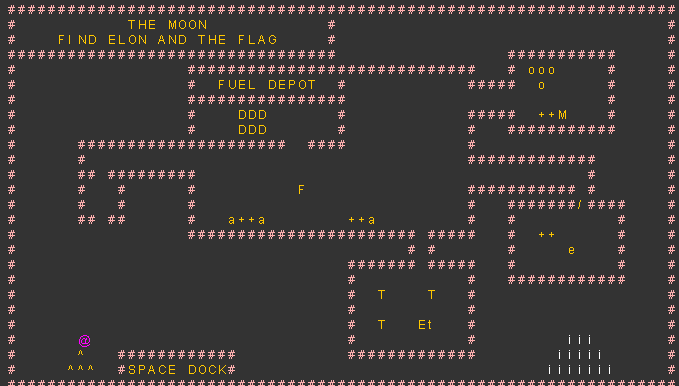 THE MOON
FIND ELON AND THE FLAG
ooo
FUEL DEPOT
o
DDD
++M
DDD
F
a++a ++a
++
e
T T
T Et
@
iii
^
iiiii
^^^
SPACE DOCK
iiiiiii